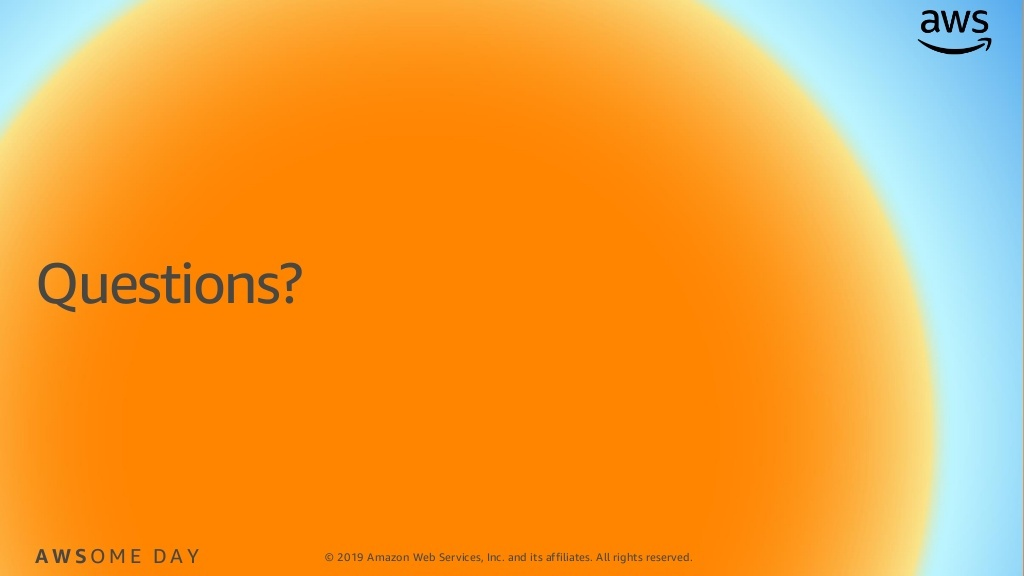 aws
Questions?
AWSOME DAY
© 2019 Amazon Web Services, Inc. and its affiliates. All rights reserved.